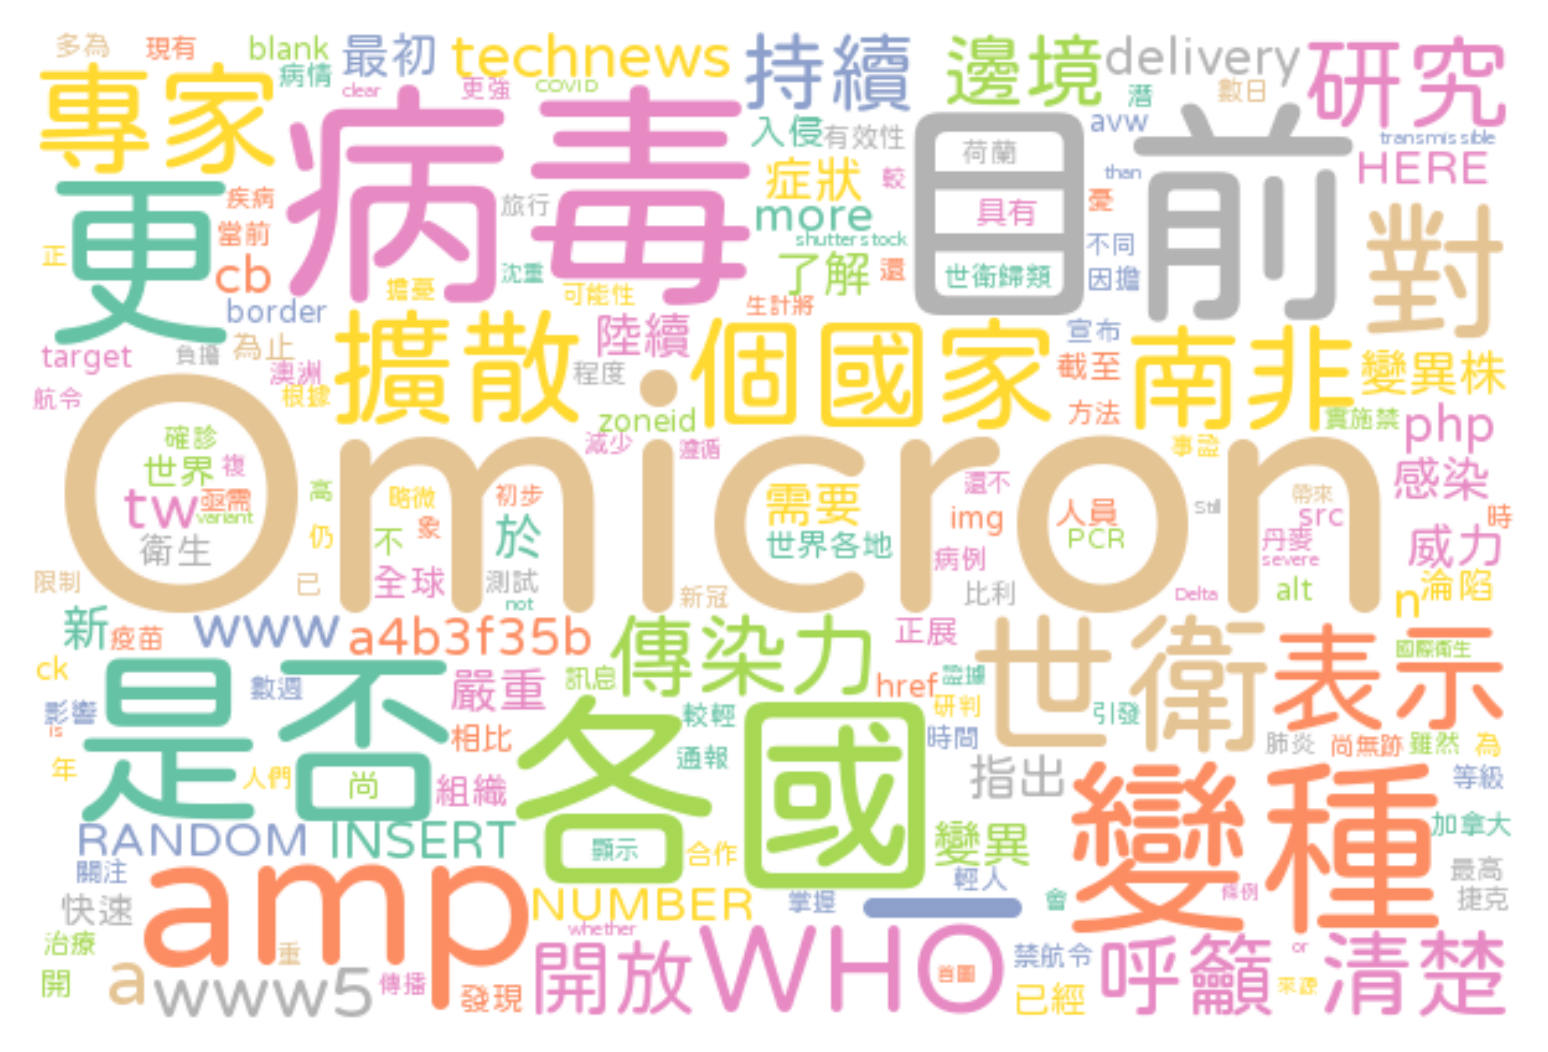 多為 現有 blank 最初 technews 持續 邊境 delivery 研究
病情 clear 更強 COVID 潛 數日
專家 病毒 入侵 有效性 目前 avw transmissible
荷蘭 HERE
更 疾病 旅行 症狀 較 than 對
當前 more 具有 憂
正 cb 沈重 shutterstock 不同
擔憂 可能性 了解 還 世衛歸類 因擔
border 生計將
target 負擔 為止 擴散 陸續 個國家 宣布 南非
澳洲 程度 截至 變異株
航令 根據 zoneid 方法 實施禁 php
Omicron
確診 減少 遵循 事證
世界 複 還不 感染
tw 亟需 高 略微 初步 需要 img 人員 Still 帶來 src 時
variant 仍 不 象 於 世界各地 PCR 丹麥 威力
衛生 病例 severe
限制 已 全球 測試 新冠 比利 Delta alt n 淪陷
not
新 疫苗 www a4b3f35b 傳染力 正展 世衛 表示 國際衛生
ck 數週 嚴重 訊息 href 證據
影響 is 是否 各國 較輕 研判 引發
相比 時間 肺炎 尚無跡 雖然 為
年 人們 尚 組織 通報 指出 變種 等級
RANDOM INSERT 顯示 合作 變異 加拿大
關注 amp 輕人 最高
快速 NUMBER 掌握 一 會 條例 捷克
治療 重 whether WHO 禁航令 呼籲 or 清楚
開 a www5 傳播 發現 開放 首圖 已經 來源